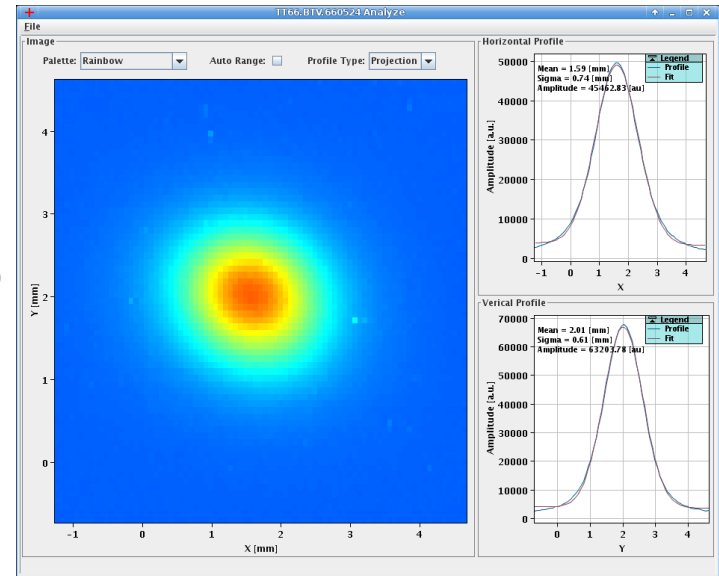 TT66.BTV.660524 Analyze
File
Image
Palette: Rainbow Auto Range: Profile Type: Projection
4
3
2
1
0
Y [mm]
-1 0 1 2 3 4
X [mm]
Horizontal Profile
Mean = 1.59 [mm]
Sigma = 0.74 [mm]
Amplitude = 45462.83 [au]
Legend
Profile
Fit
50000
40000
30000
20000
10000
0
Amplitude [a.u.]
-1 0 1 2 3 4
X
Verical Profile
Mean = 2.01 [mm]
Sigma = 0.61 [mm]
Amplitude = 63203.78 [au]
Legend
Profile
Fit
70000
60000
50000
40000
30000
20000
10000
0
Amplitude [a.u.]
0 1 2 3 4
Y